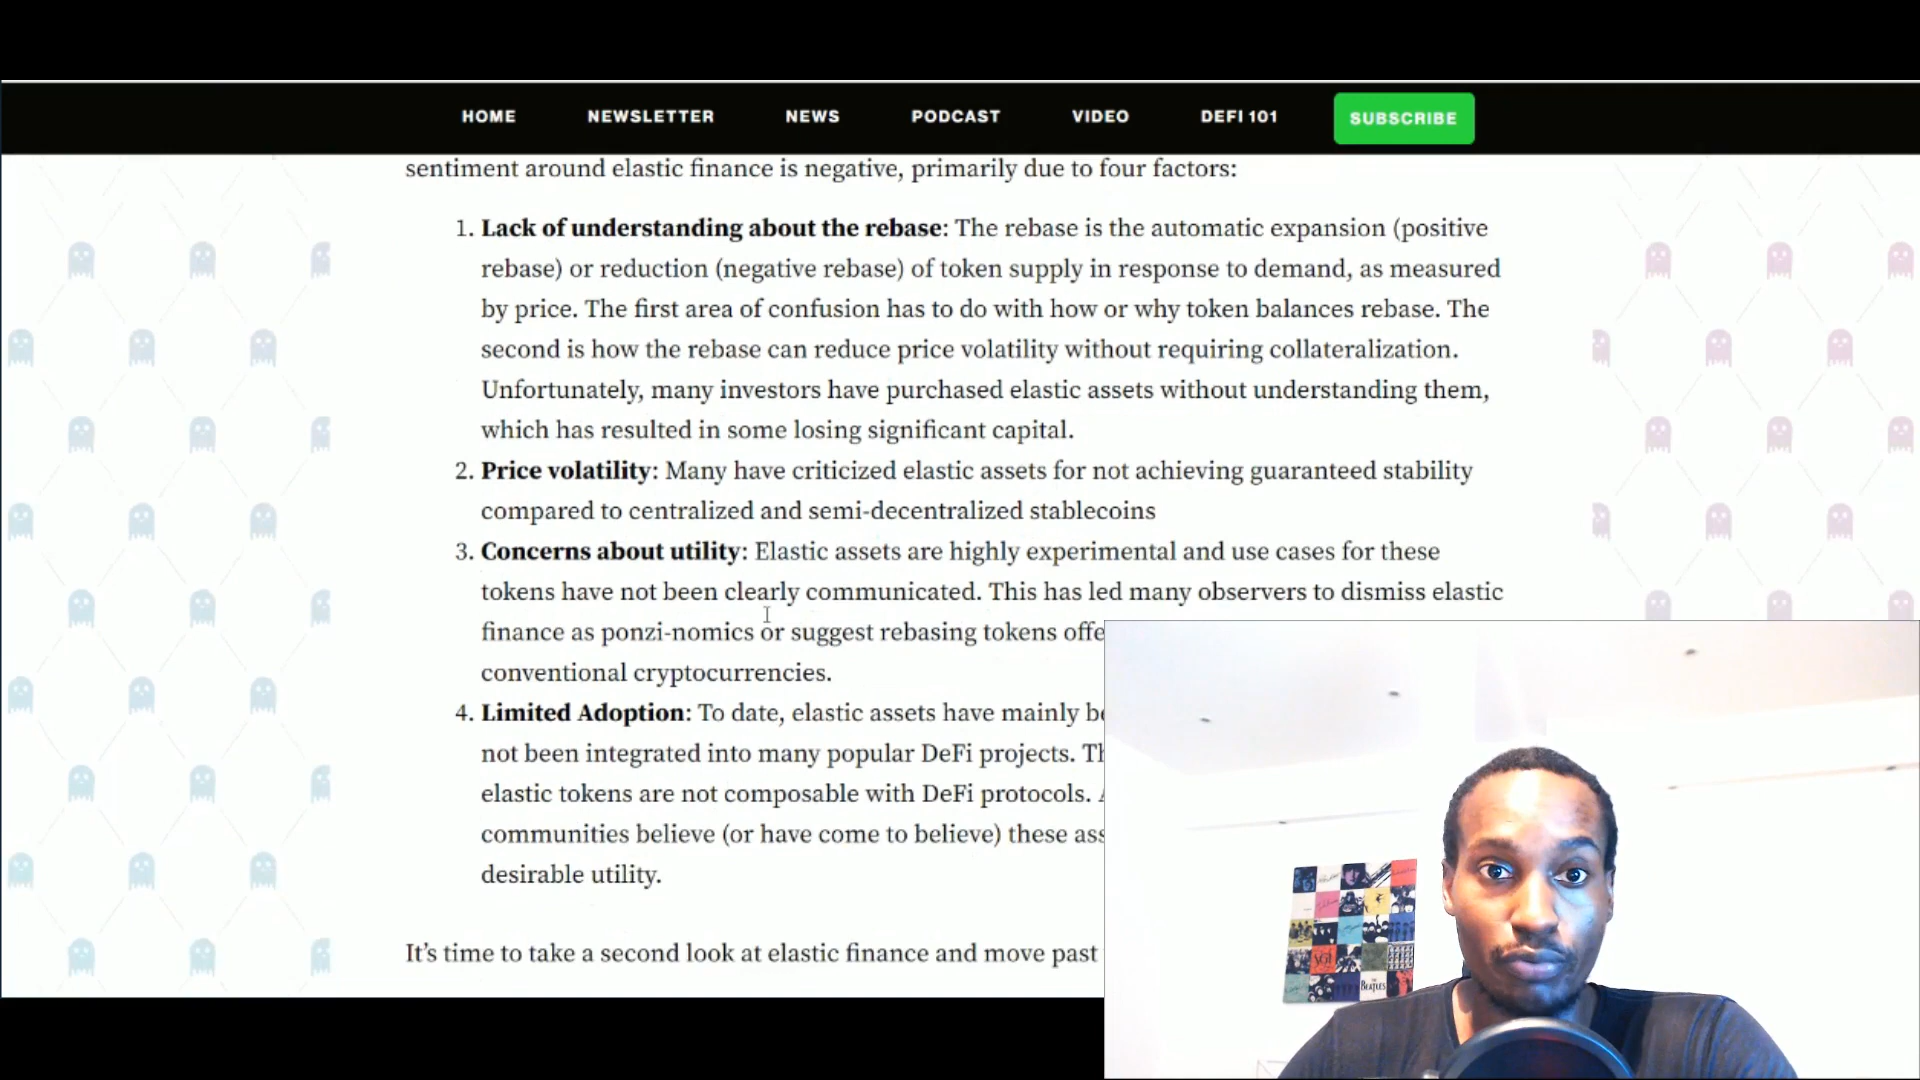 HOME NEWSLETTER NEWS PODCAST VIDEO DEFI 101 SUBSCRIBE
sentiment around elastic finance is negative, primarily due to four factors:
1. Lack of understanding about the rebase: The rebase is the automatic expansion (positive
rebase) or reduction (negative rebase) of token supply in response to demand, as measured
by price. The first area of confusion has to do with how or why token balances rebase. The
second is how the rebase can reduce price volatility without requiring collateralization.
Unfortunately, many investors have purchased elastic assets without understanding them,
which has resulted in some losing significant capital.
2. Price volatility: Many have criticized elastic assets for not achieving guaranteed stability
compared to centralized and semi-decentralized stablecoins
3. Concerns about utility: Elastic assets are highly experimental and use cases for these
tokens have not been clearly communicated. This has led many observers to dismiss elastic
finance as ponzi-nomics or suggest rebasing tokens offe
conventional cryptocurrencies.
4. Limited Adoption: To date, elastic assets have mainly be
not been integrated into many popular DeFi projects. Th
elastic tokens are not composable with DeFi protocols.
communities believe (or have come to believe) these ass
desirable utility.
It's time to take a second look at elastic finance and move past
SGT
BEATLES